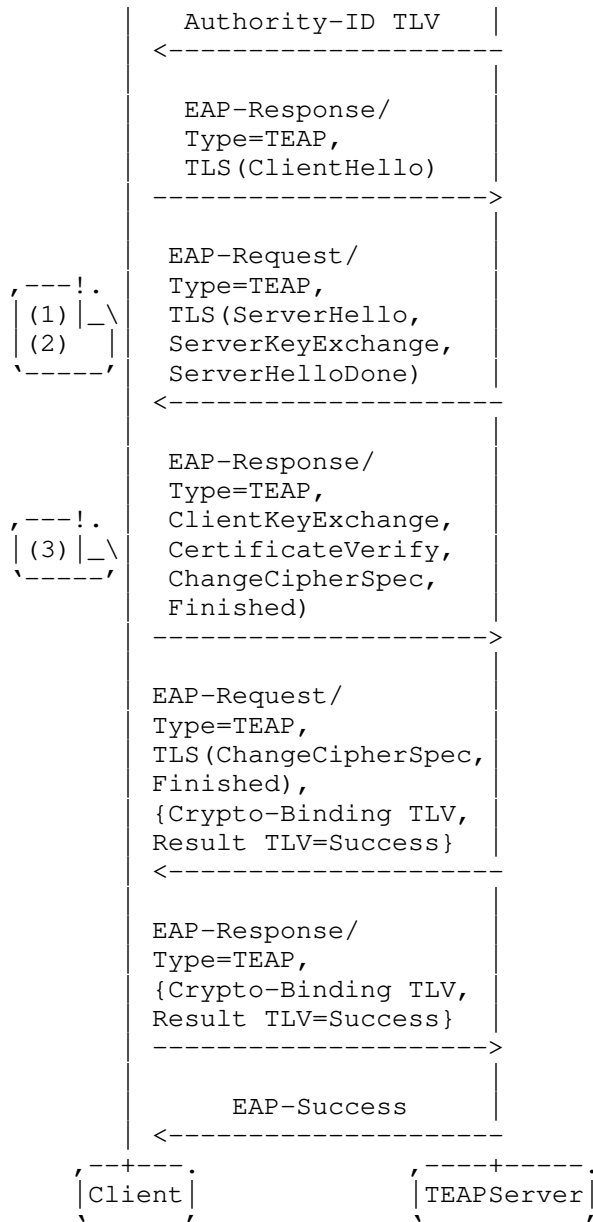 Authority-ID TLV
EAP-Response/
Type=TEAP,
TLS(ClientHello)
EAP-Request/
Type=TEAP,
(1)
TLS(ServerHello,
(2)
ServerKeyExchange,
ServerHelloDone)
EAP-Response/
Type=TEAP,
ClientKeyExchange,
(3)
CertificateVerify,
ChangeCipherSpec,
Finished)
EAP-Request/
Type=TEAP,
TLS(ChangeCipherSpec,
Finished),
{Crypto-Binding TLV,
Result TLV=Success}
EAP-Response/
Type=TEAP,
{Crypto-Binding TLV,
Result TLV=Success}
EAP-Success
Client
TEAPServer